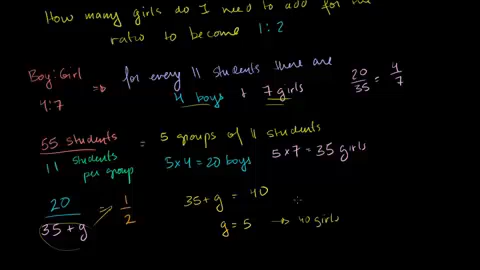 How many girls do I need to add for the
ratio to become 1:2
Boy:Girl
4:7
⇒ for every 11 students there are
4 boys + 7 girls
20/35 = 4/7
55 students
11 students
per group
= 5 groups of 11 students
5×4=20 boys
5×7=35 girls
20/35+g = 1/2
35+g = 40
g=5 → 40 girls